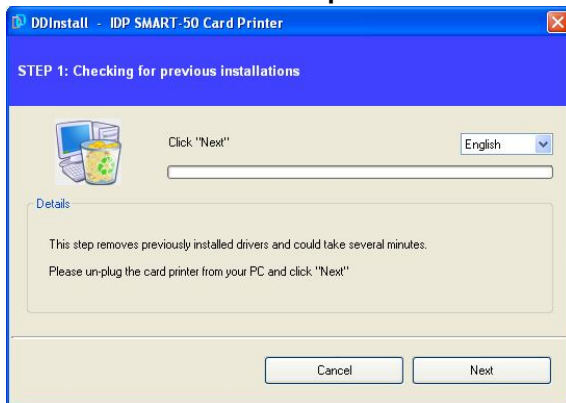 DDInstall - IDP SMART-50 Card Printer
STEP 1: Checking for previous installations
Click "Next"
English
Details
This step removes previously installed drivers and could take several minutes.
Please un-plug the card printer from your PC and click "Next"
Cancel
Next